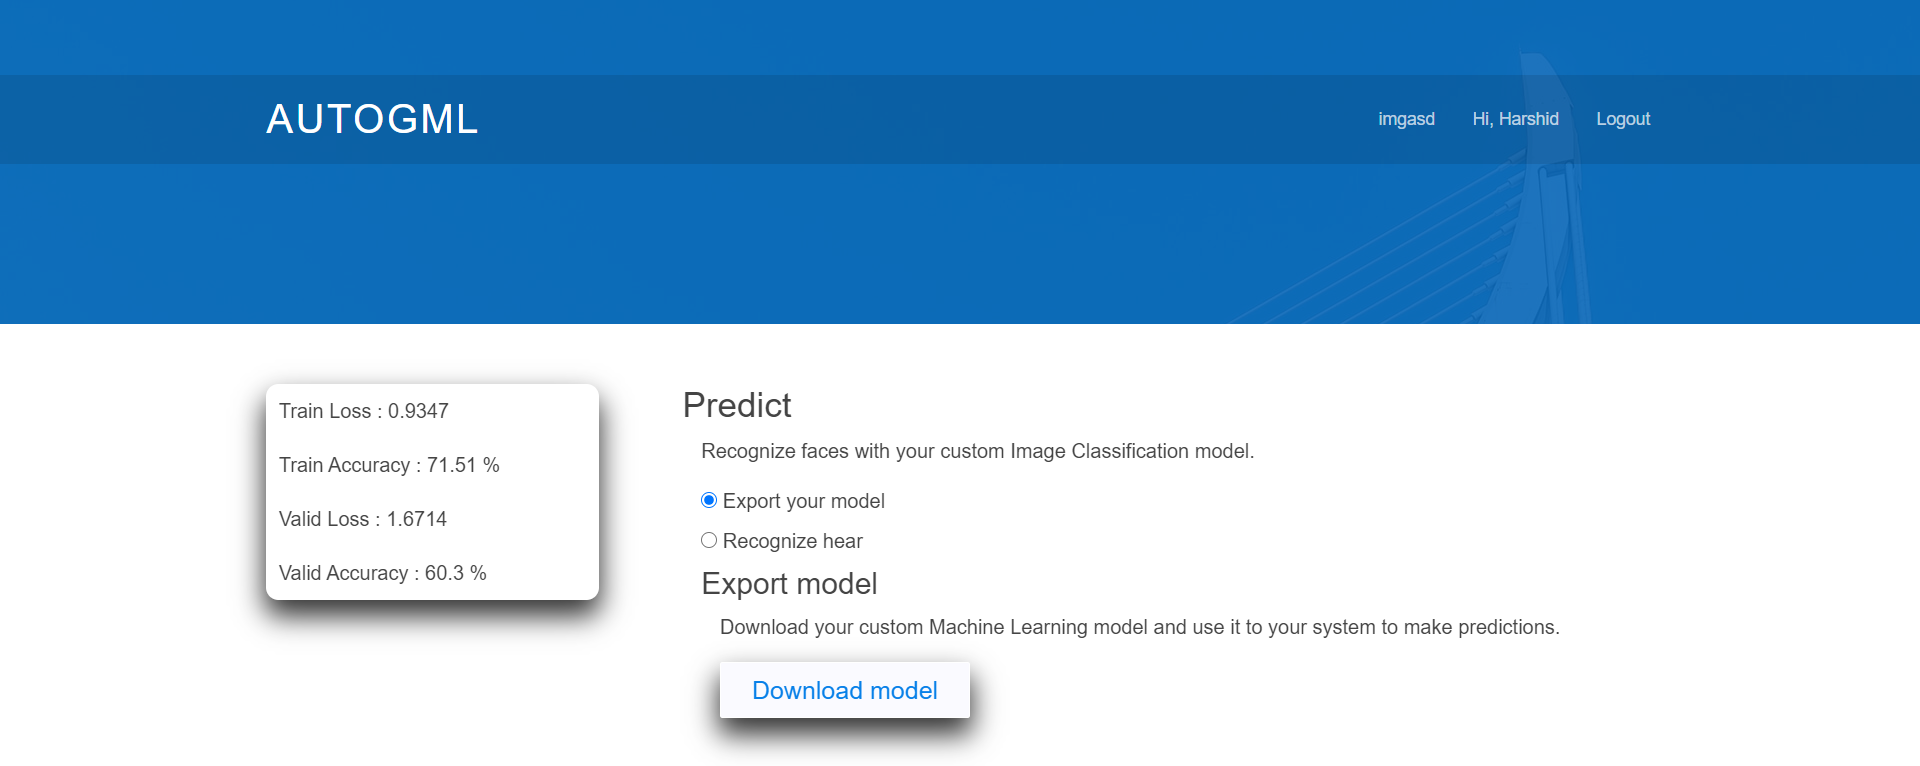 AUTOGML
imgasd Hi, Harshid Logout
Train Loss : 0.9347
Train Accuracy : 71.51 %
Valid Loss : 1.6714
Valid Accuracy : 60.3 %
Predict
Recognize faces with your custom Image Classification model.
Export your model
Recognize hear
Export model
Download your custom Machine Learning model and use it to your system to make predictions.
Download model